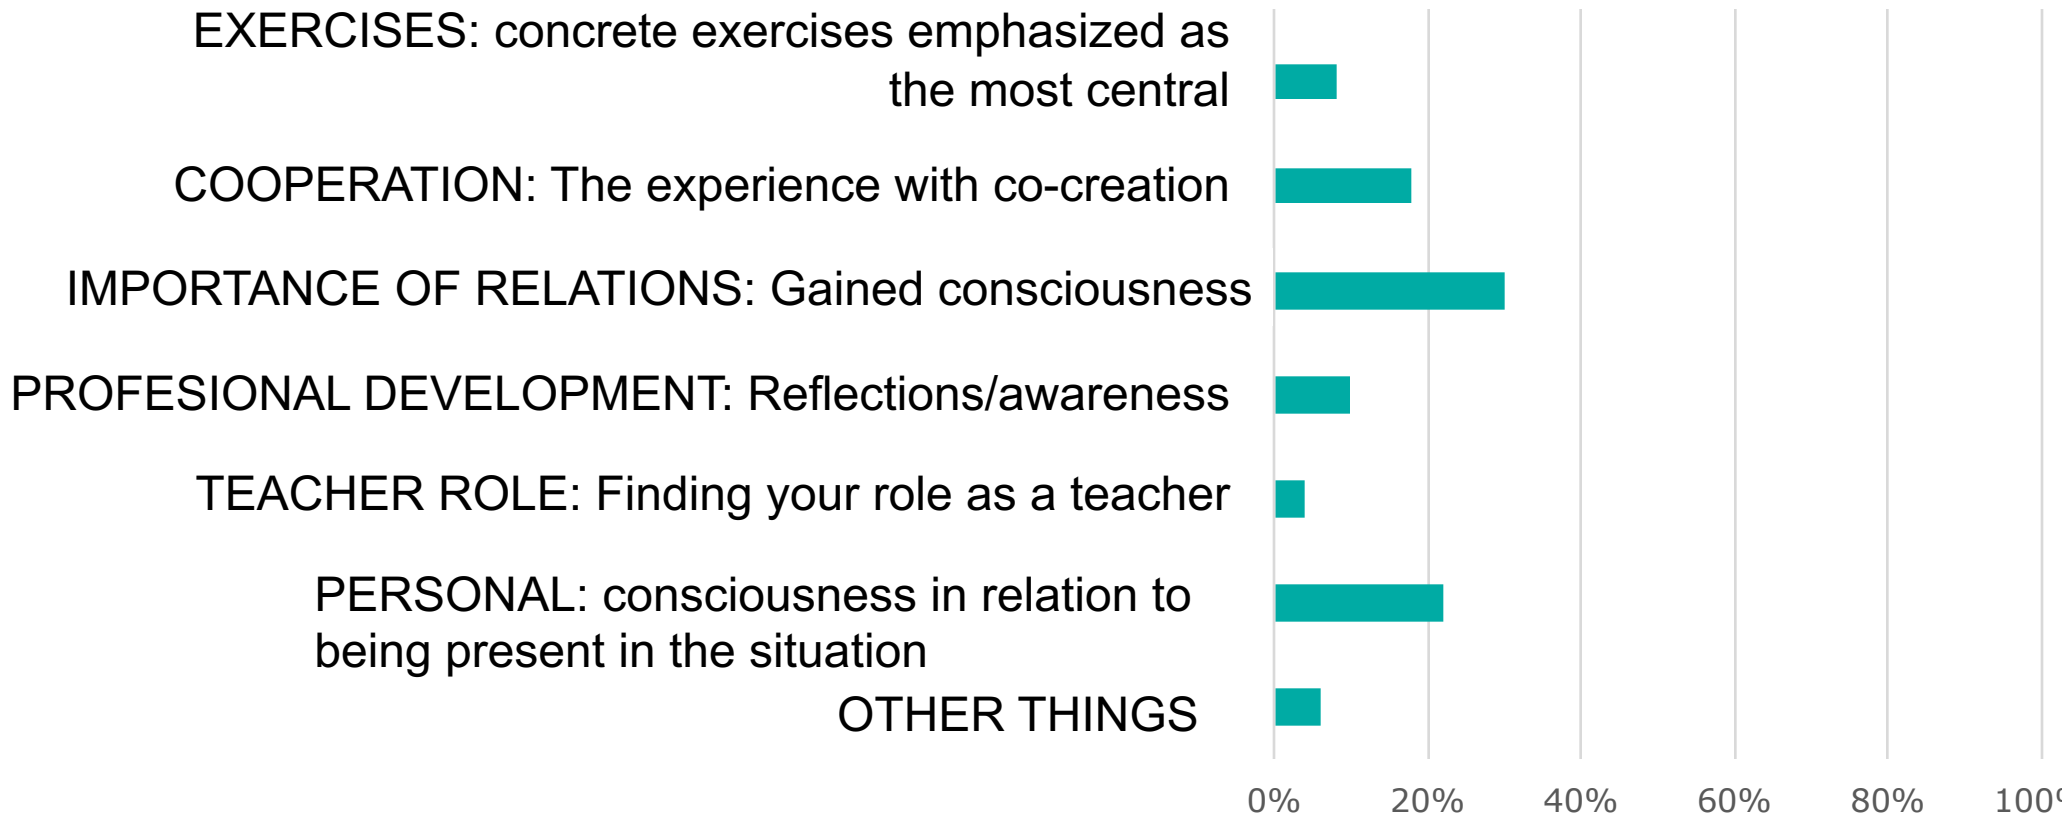 EXERCISES: concrete exercises emphasized as
the most central
COOPERATION: The experience with co-creation
IMPORTANCE OF RELATIONS: Gained consciousness
PROFESIONAL DEVELOPMENT: Reflections/awareness
TEACHER ROLE: Finding your role as a teacher
PERSONAL: consciousness in relation to
being present in the situation
OTHER THINGS
0% 20% 40% 60% 80% 100%